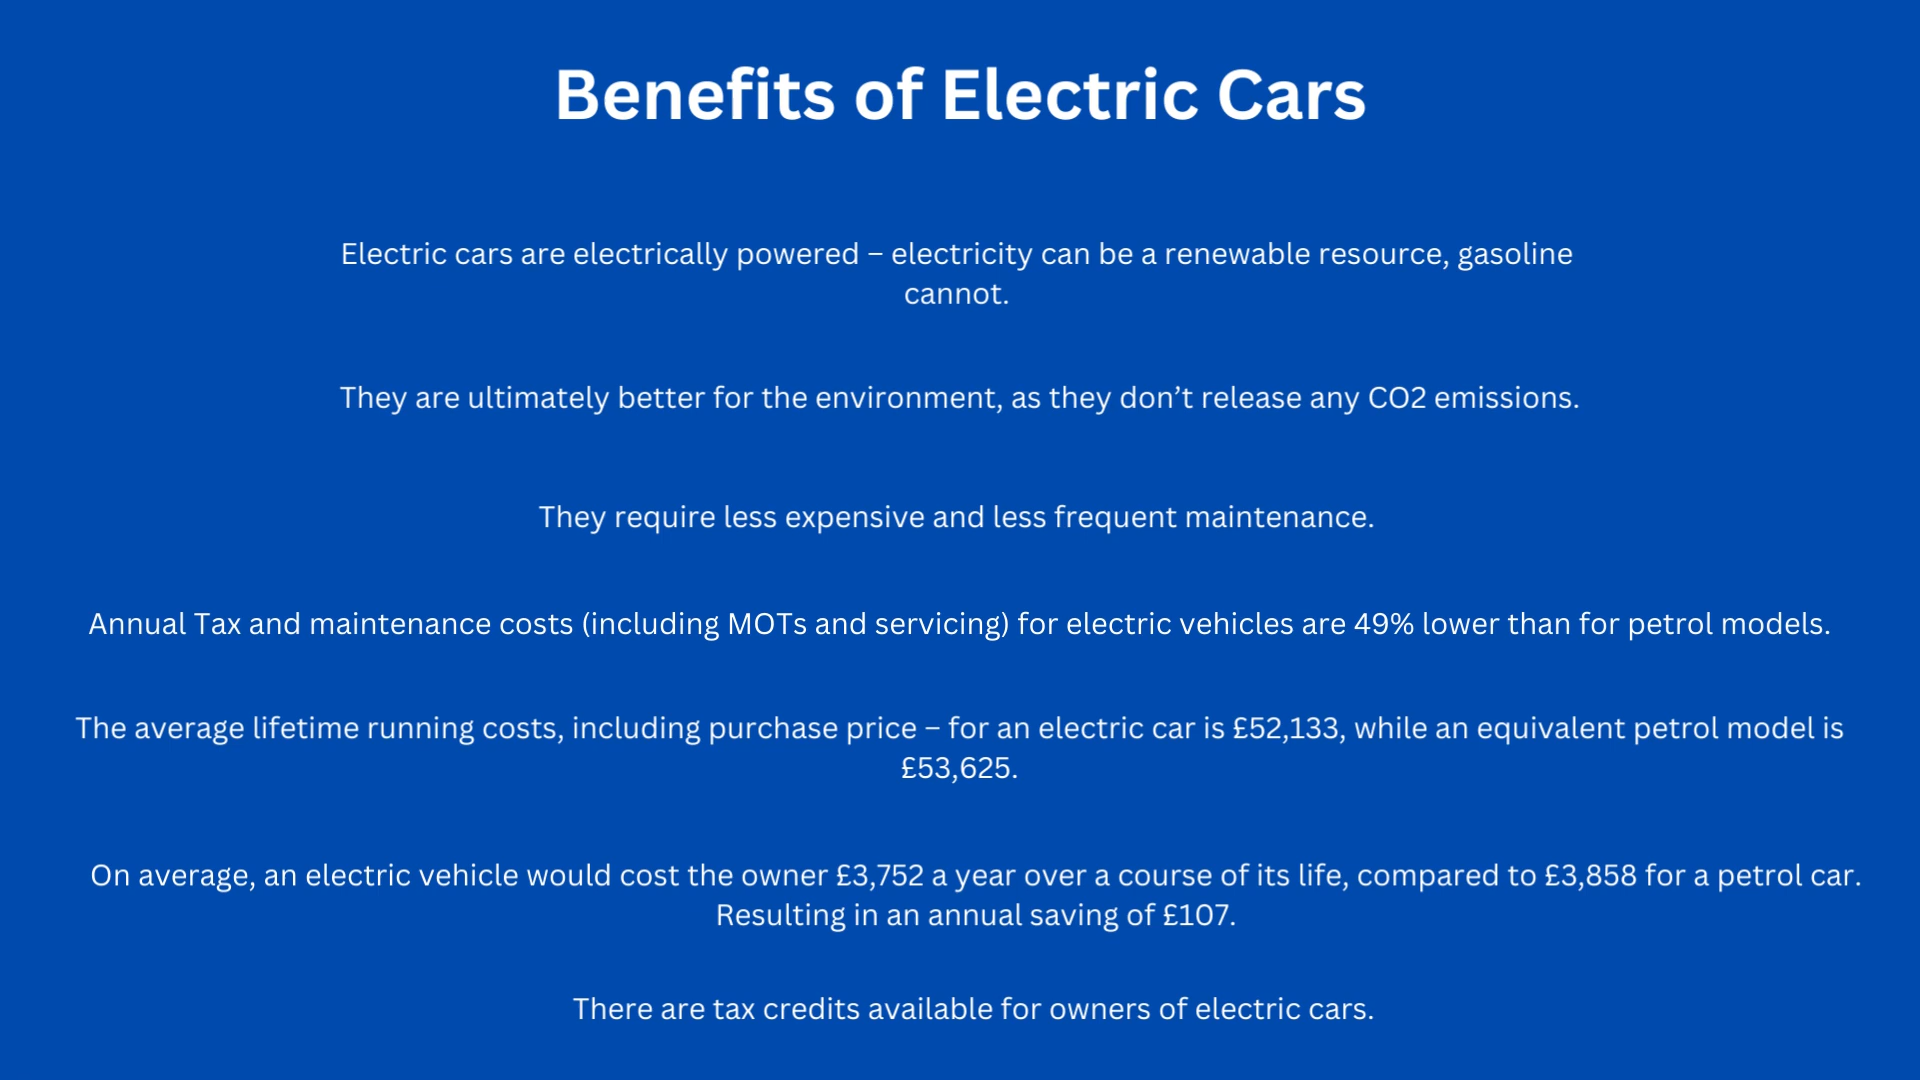 Benefits of Electric Cars
Electric cars are electrically powered – electricity can be a renewable resource, gasoline
cannot.
They are ultimately better for the environment, as they don’t release any CO2 emissions.
They require less expensive and less frequent maintenance.
Annual Tax and maintenance costs (including MOTs and servicing) for electric vehicles are 49% lower than for petrol models.
The average lifetime running costs, including purchase price – for an electric car is £52,133, while an equivalent petrol model is
£53,625.
On average, an electric vehicle would cost the owner £3,752 a year over a course of its life, compared to £3,858 for a petrol car.
Resulting in an annual saving of £107.
There are tax credits available for owners of electric cars.